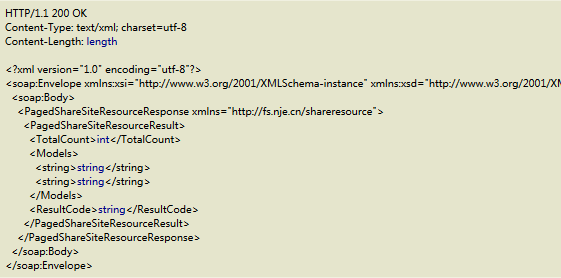 HTTP/1.1 200 OK
Content-Type: text/xml; charset=utf-8
Content-Length: length
<?xml version="1.0" encoding="utf-8"?>
<soap:Envelope xmlns:xsi="http://www.w3.org/2001/XMLSchema-instance" xmlns:xsd="http://www.w3.org/2001/XM
<soap:Body>
<PagedShareSiteResourceResponse xmlns="http://fs.nje.cn/shareresource">
<PagedShareSiteResourceResult>
<TotalCount>int</TotalCount>
<Models>
<string>string</string>
<string>string</string>
</Models>
<ResultCode>string</ResultCode>
</PagedShareSiteResourceResult>
</PagedShareSiteResourceResponse>
</soap:Body>
</soap:Envelope>